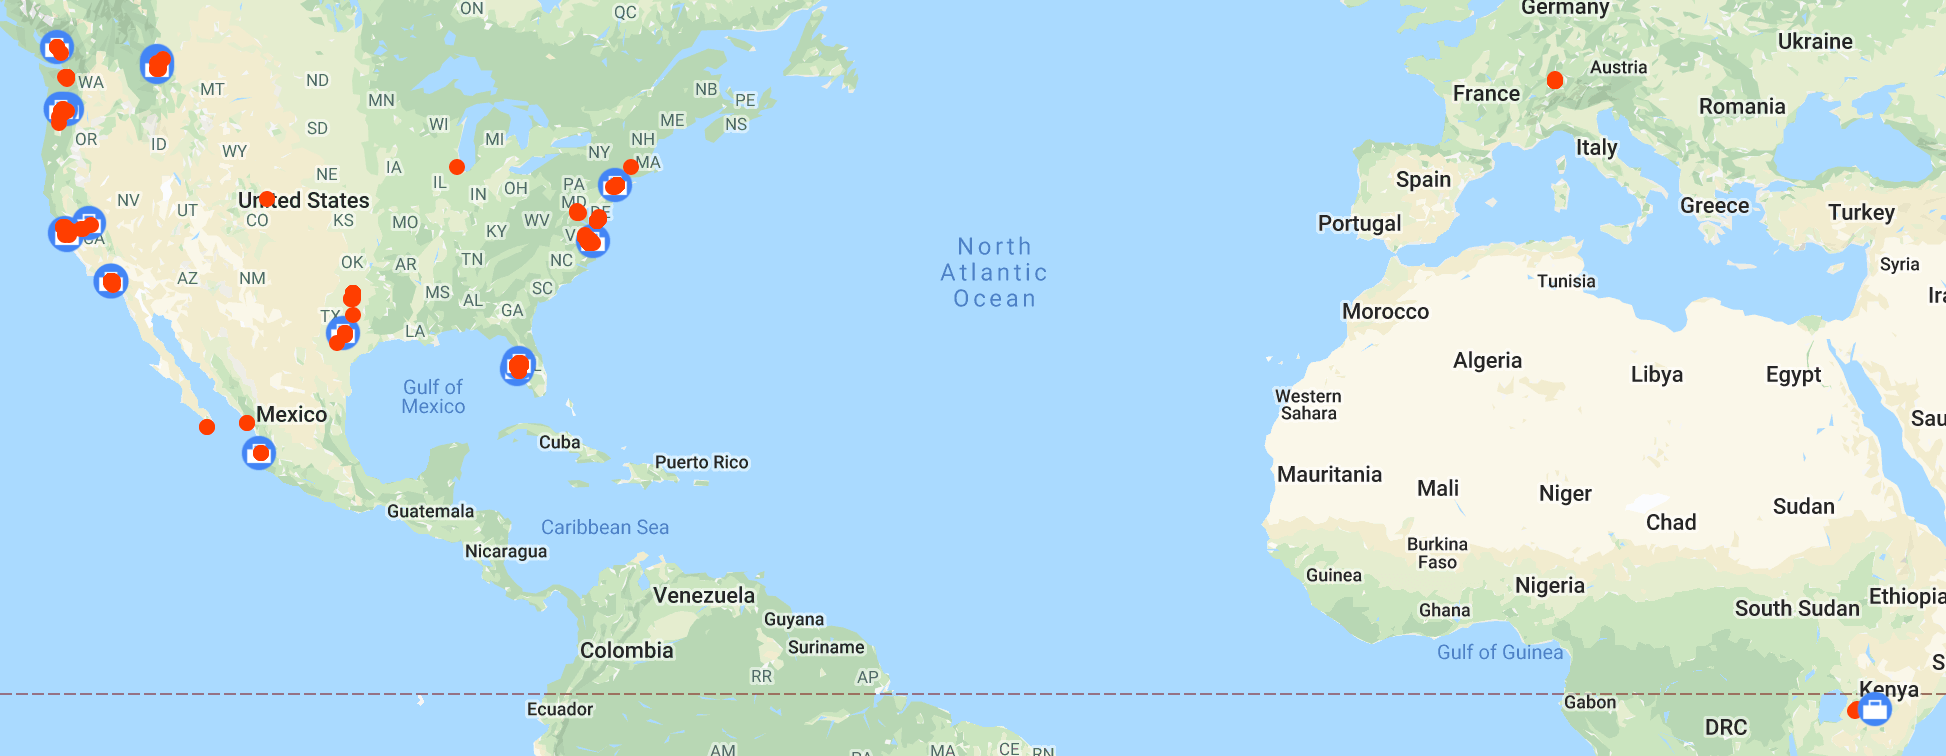 ON
QC
Germany
Ukraine
Austria
France
Romania
WA
MT
ND
MN
NB
PE
NS
ME
WI
MI
NH
OR
ID
SD
WY
NY
MA
NE
IA
IL
IN
OH
PA
MD
Italy
Spain
Portugal
Greece
Turkey
NV
UT
United States
CO
KS
MO
KY
WV
DE
V
CA
NC
TN
OK
AR
AZ
NM
SC
MS
AL
GA
TX
LA
L
North
Atlantic
Ocean
Syria
Tunisia
Ira
Morocco
Algeria
Libya
Egypt
Gulf of
Mexico
Mexico
Western
Sahara
Sau
Cuba
Puerto Rico
Mauritania
Mali
Niger
Chad
Sudan
Guatemala
Caribbean Sea
Nicaragua
Burkina
Faso
Guinea
Nigeria
Ghana
South Sudan
Ethiopia
Venezuela
Guyana
Suriname
Colombia
Gulf of Guinea
S
RR
AP
Kenya
Ecuador
Gabon
DRC
AM
PA
MA
CE
RN